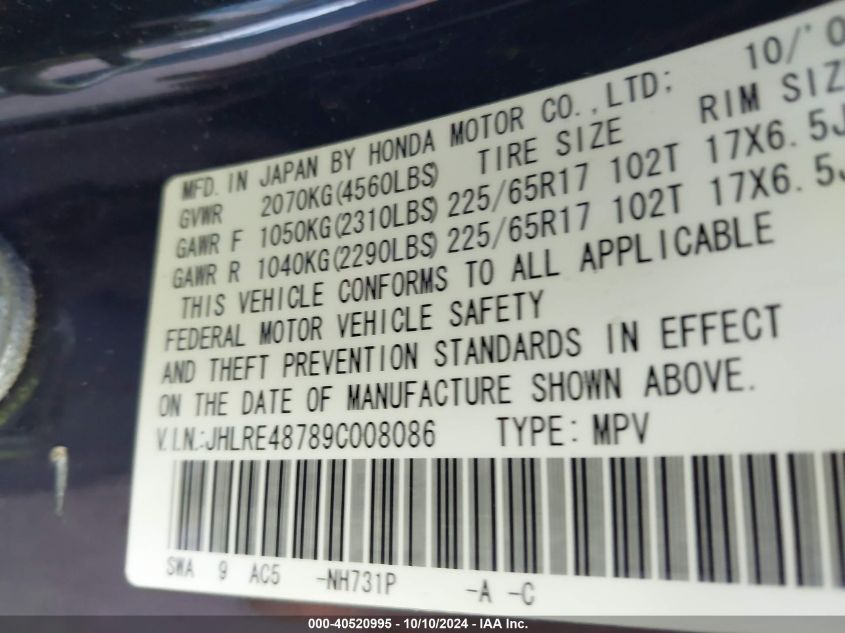 MFD. IN JAPAN BY HONDA MOTOR CO.,LTD; 10/'0
GVWR 2070KG(4560LBS) TIRE SIZE RIM SIZ
GAWR F 1050KG(2310LBS) 225/65R17 102T 17X6.5J
GAWR R 1040KG(2290LBS) 225/65R17 102T 17X6.5J
THIS VEHICLE CONFORMS TO ALL APPLICABLE
FEDERAL MOTOR VEHICLE SAFETY
AND THEFT PREVENTION STANDARDS IN EFFECT
ON THE DATE OF MANUFACTURE SHOWN ABOVE.
V.I.N.:JHLRE48789C008086 TYPE: MPV
SWA 9 AC5 -NH731P -A -C
000-40520995 - 10/10/2024 - IAA Inc.